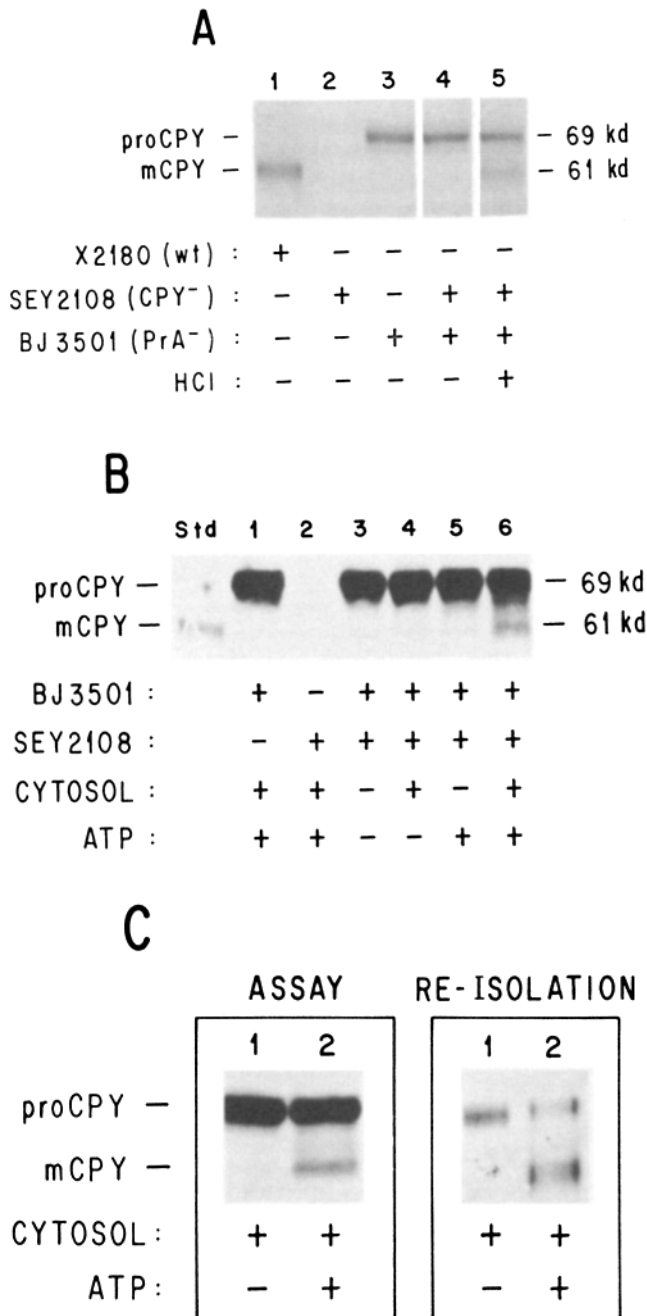 A
1 2 3 4 5
proCPY – – 69 kd
mCPY – – 61 kd
X2180 (wt) : + – – – –
SEY2108 (CPY⁻) : – + – + +
BJ3501 (PrA⁻) : – – + + +
HCl : – – – – +
B
Std 1 2 3 4 5 6
proCPY – – 69 kd
mCPY – – 61 kd
BJ3501 : + – + + + +
SEY2108 : – + + + + +
CYTOSOL : + + – + – +
ATP : + + – – + +
C
ASSAY RE-ISOLATION
1 2 1 2
proCPY –
mCPY –
CYTOSOL : + + + +
ATP : – + – +